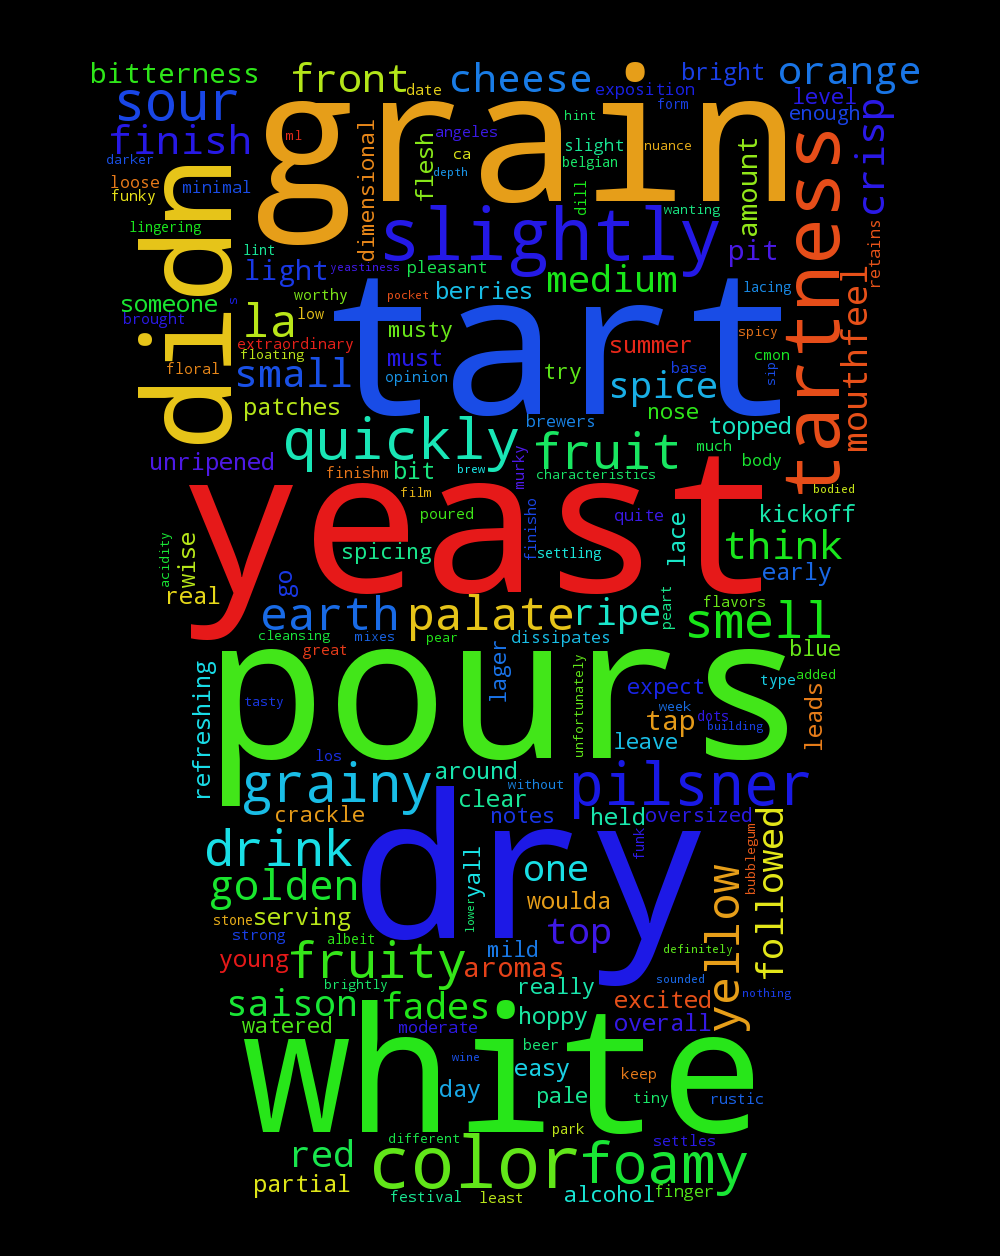 bitterness front date cheese exposition bright orange
sour grain form level
finish ml angeles hint enough crisp
darker dimensional flesh ca slight nuance amount tartness
loose minimal depth belgian
funky didn dill wanting
lingering slightly pit retains
lint
light yeastiness pleasant medium mouthfeel
someone s worthy pocket berries lacing
brought la low tart musty spicy
extraordinary must summer cmon
floating
floral small opinion try spice base sip
patches nose
quickly brewers fruit topped
unripened finishm bit brew murky characteristics much body
film yeast bodied
poured finisho quite lace kickoff
acidity wise spicing settling think
real go early
earth palate ripe peart flavors smell
cleansing mixes pear dissipates blue
great pours lager unfortunately expect type added
refreshing tasty week
tap dots leads
building
los leave
grainy around without pilsner
clear
crackle notes held oversized
drink dry yall one funk bubblegum followed
golden woulda yellow
stone serving lower top
strong albeit mild definitely
young fruity aromas
brightly really sounded nothing
saison fades excited
watered moderate hoppy overall
white wine beer easy
day pale keep
tiny rustic
different park
red color foamy settles
partial festival least alcohol finger